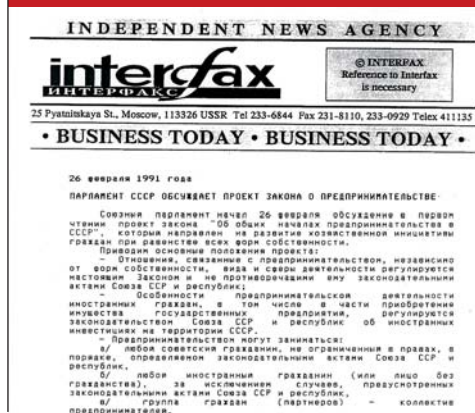 INDEPENDENT NEWS AGENCY
interfax
ИНТЕРФАКС
© INTERFAX
Reference to Interfax
is necessary
25 Pyatnitskaya St., Moscow, 113326 USSR Tel 233-6844 Fax 231-8110, 233-0929 Telex 411135
• BUSINESS TODAY • BUSINESS TODAY •
26 февраля 1991 года
ПАРЛАМЕНТ СССР ОБСУЖДАЕТ ПРОЕКТ ЗАКОНА О ПРЕДПРИНИМАТЕЛЬСТВЕ
Союзный парламент начал 26 февраля обсуждение в первом
чтении проект закона "Об общих началах предпринимательства в
СССР", который направлен на развитие хозяйственной инициативы
граждан при равенстве всех форм собственности.
Приводим основные положения проекта:
- Отношения, связанные с предпринимательством, независимо
от форм собственности, вида и сферы деятельности регулируются
настоящим Законом и не противоречащими ему законодательными
актами Союза ССР и республик;
- Особенности предпринимательской деятельности
иностранных граждан, в том числе в части приобретения
имущества государственных предприятий, регулируются
законодательством Союза ССР и республик об иностранных
инвестициях на территории СССР.
- Предпринимательством могут заниматься:
а/ любой советский гражданин, не ограниченный в правах, в
порядке, определяемом законодательными актами Союза ССР и
республик,
б/ любой иностранный гражданин (или лицо без
гражданства), за исключением случаев, предусмотренных
законодательными актами Союза ССР и республик,
в/ группа граждан (партнеров) - коллектив
предпринимателей.